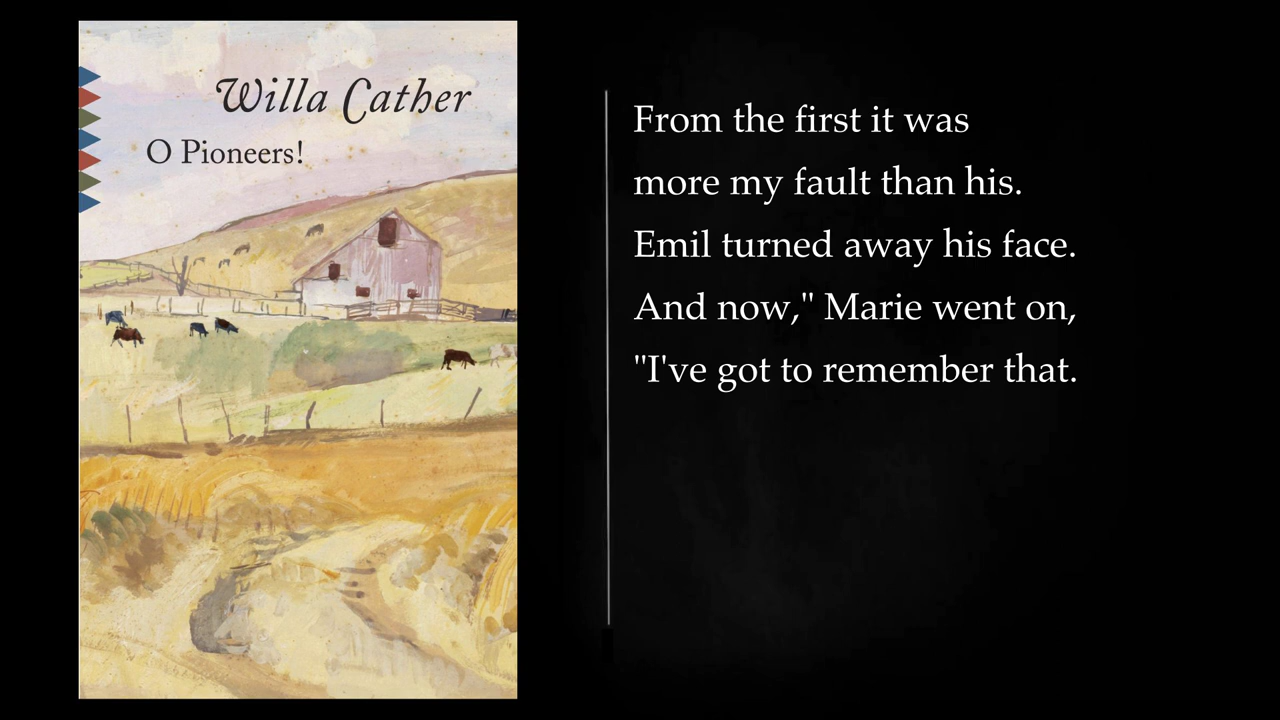 Willa Cather
O Pioneers!
From the first it was
more my fault than his.
Emil turned away his face.
And now," Marie went on,
"I've got to remember that.